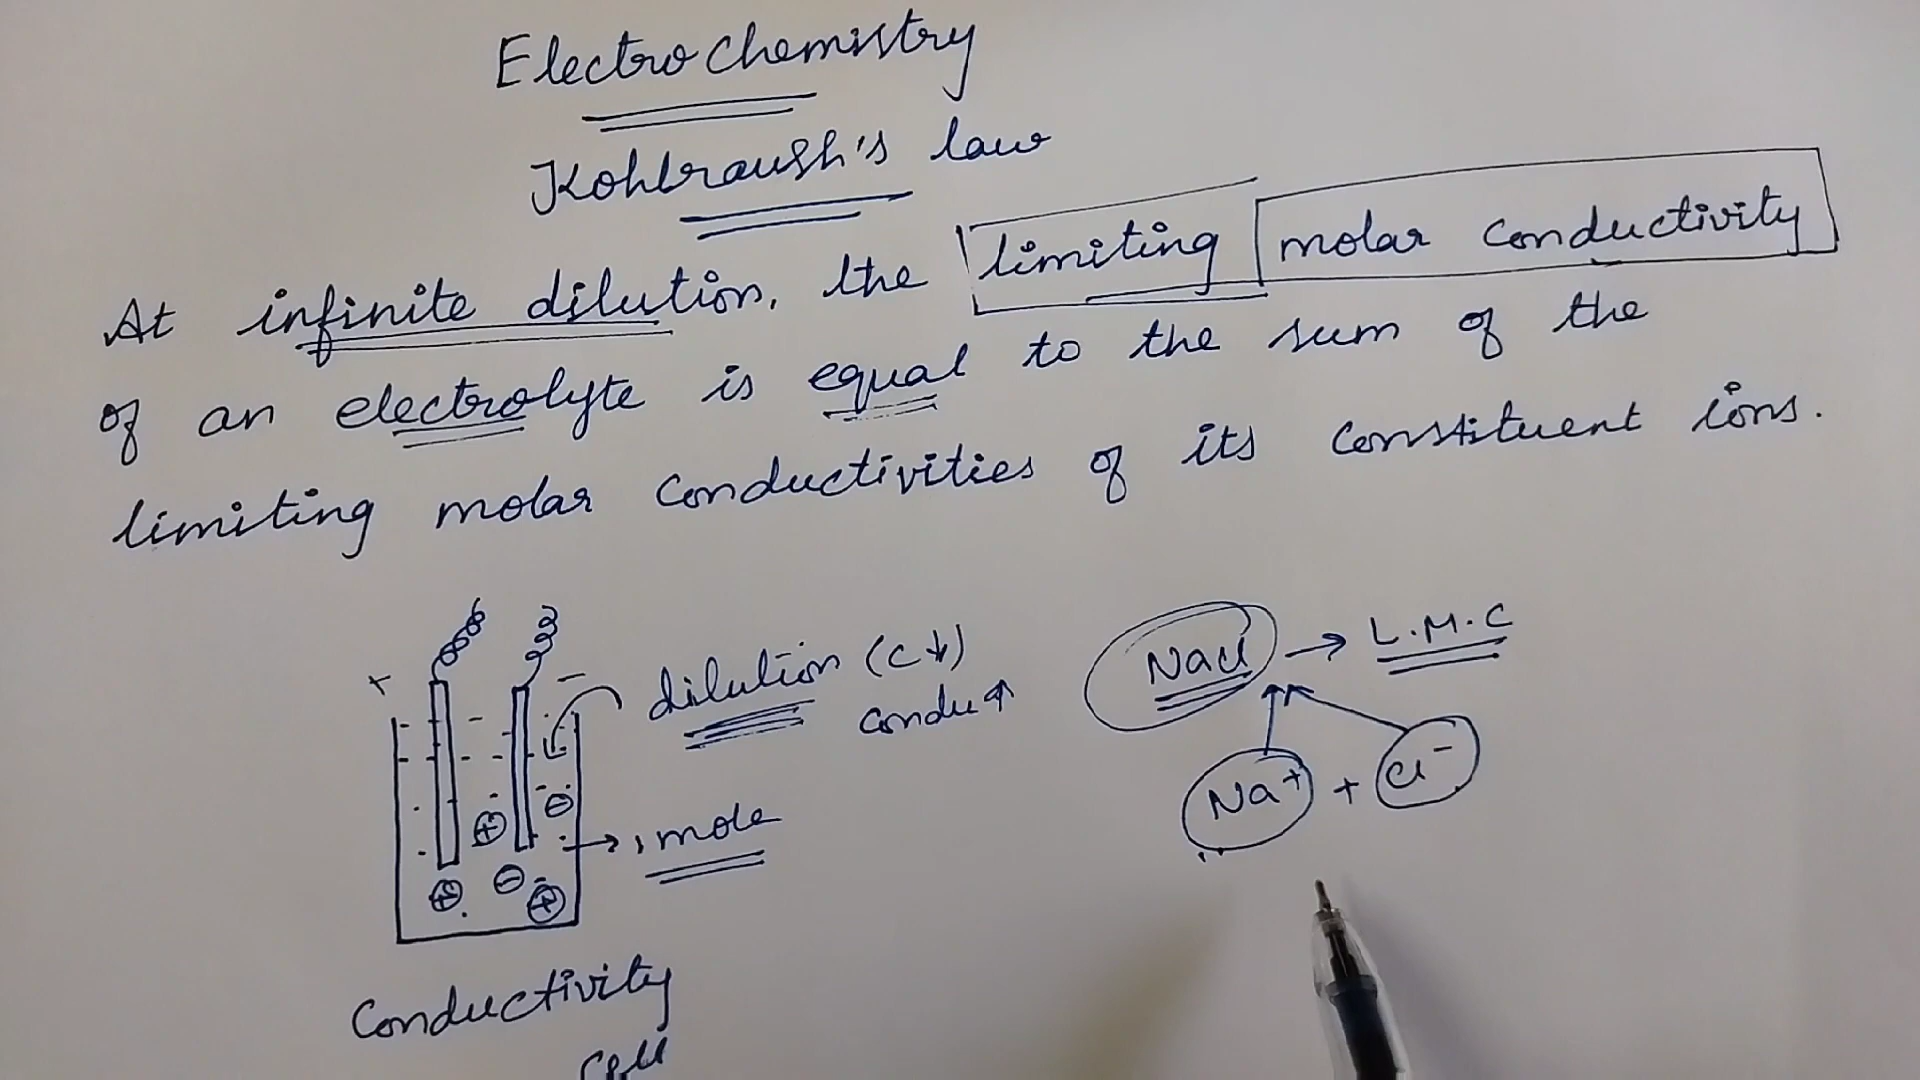 Electro Chemistry
Kohlraush's law
At infinite dilution, the limiting molar conductivity
of an electrolyte is equal to the sum of the
limiting molar conductivities of its constituent ions.
+ -
dilution (c↓)
condu↑
1 mole
Conductivity
cell
NaCl → L.M.C
Na+ + Cl-